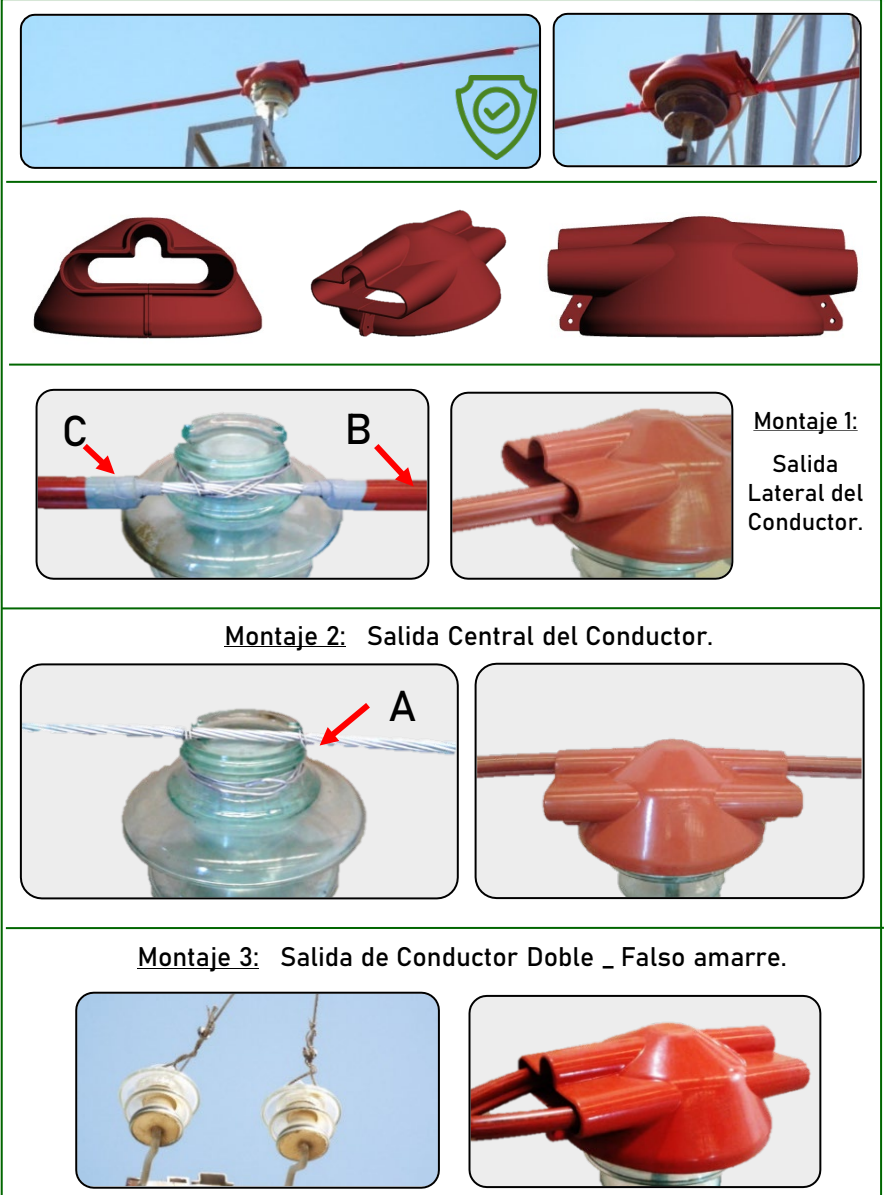 C
B
Montaje 1:
Salida
Lateral del
Conductor.
Montaje 2: Salida Central del Conductor.
A
Montaje 3: Salida de Conductor Doble _ Falso amarre.